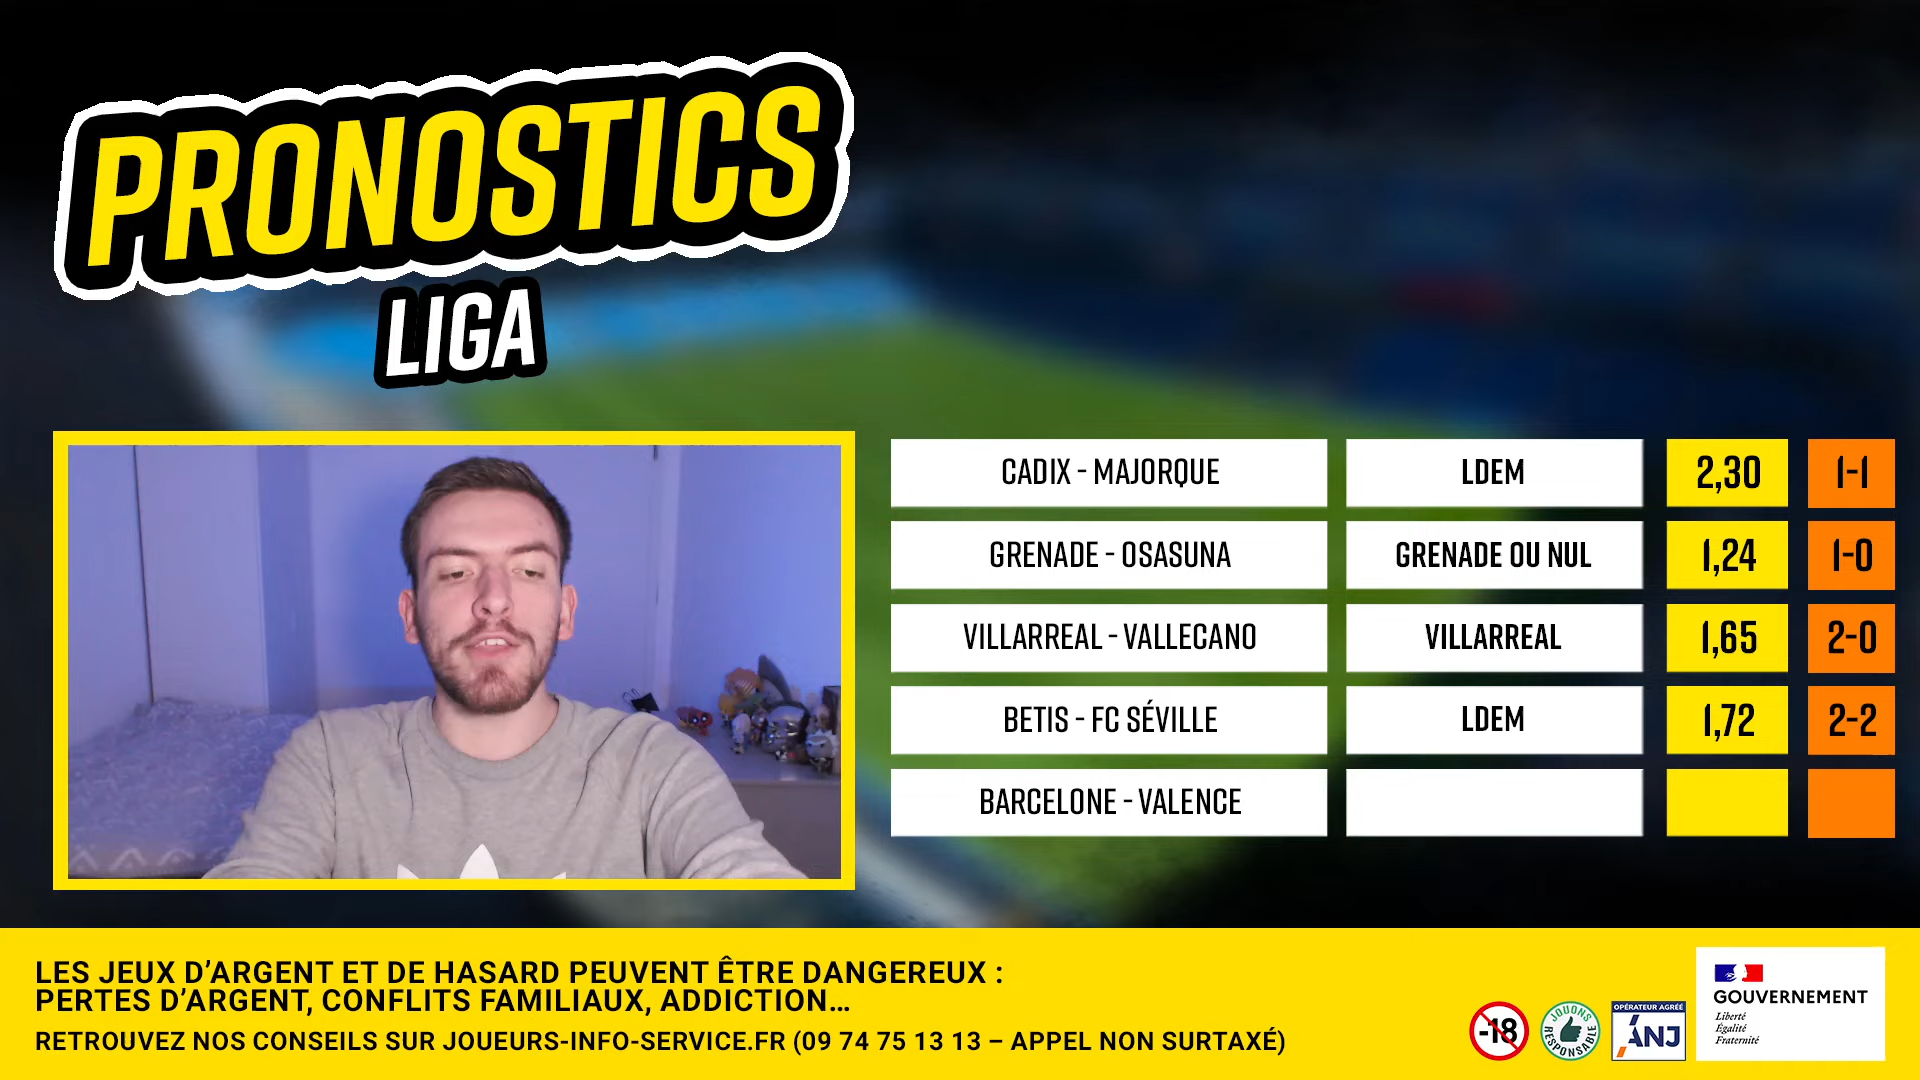 PRONOSTICS
LIGA
CADIX - MAJORQUE LDEM 2,30 1-1
GRENADE - OSASUNA GRENADE OU NUL 1,24 1-0
VILLARREAL - VALLECANO VILLARREAL 1,65 2-0
BETIS - FC SÉVILLE LDEM 1,72 2-2
BARCELONE - VALENCE
LES JEUX D’ARGENT ET DE HASARD PEUVENT ÊTRE DANGEREUX :
PERTES D’ARGENT, CONFLITS FAMILIAUX, ADDICTION…
RETROUVEZ NOS CONSEILS SUR JOUEURS-INFO-SERVICE.FR (09 74 75 13 13 – APPEL NON SURTAXÉ)
-18
JOUONS
RESPONSABLE
OPÉRATEUR AGRÉÉ
ANJ
GOUVERNEMENT
Liberté
Égalité
Fraternité